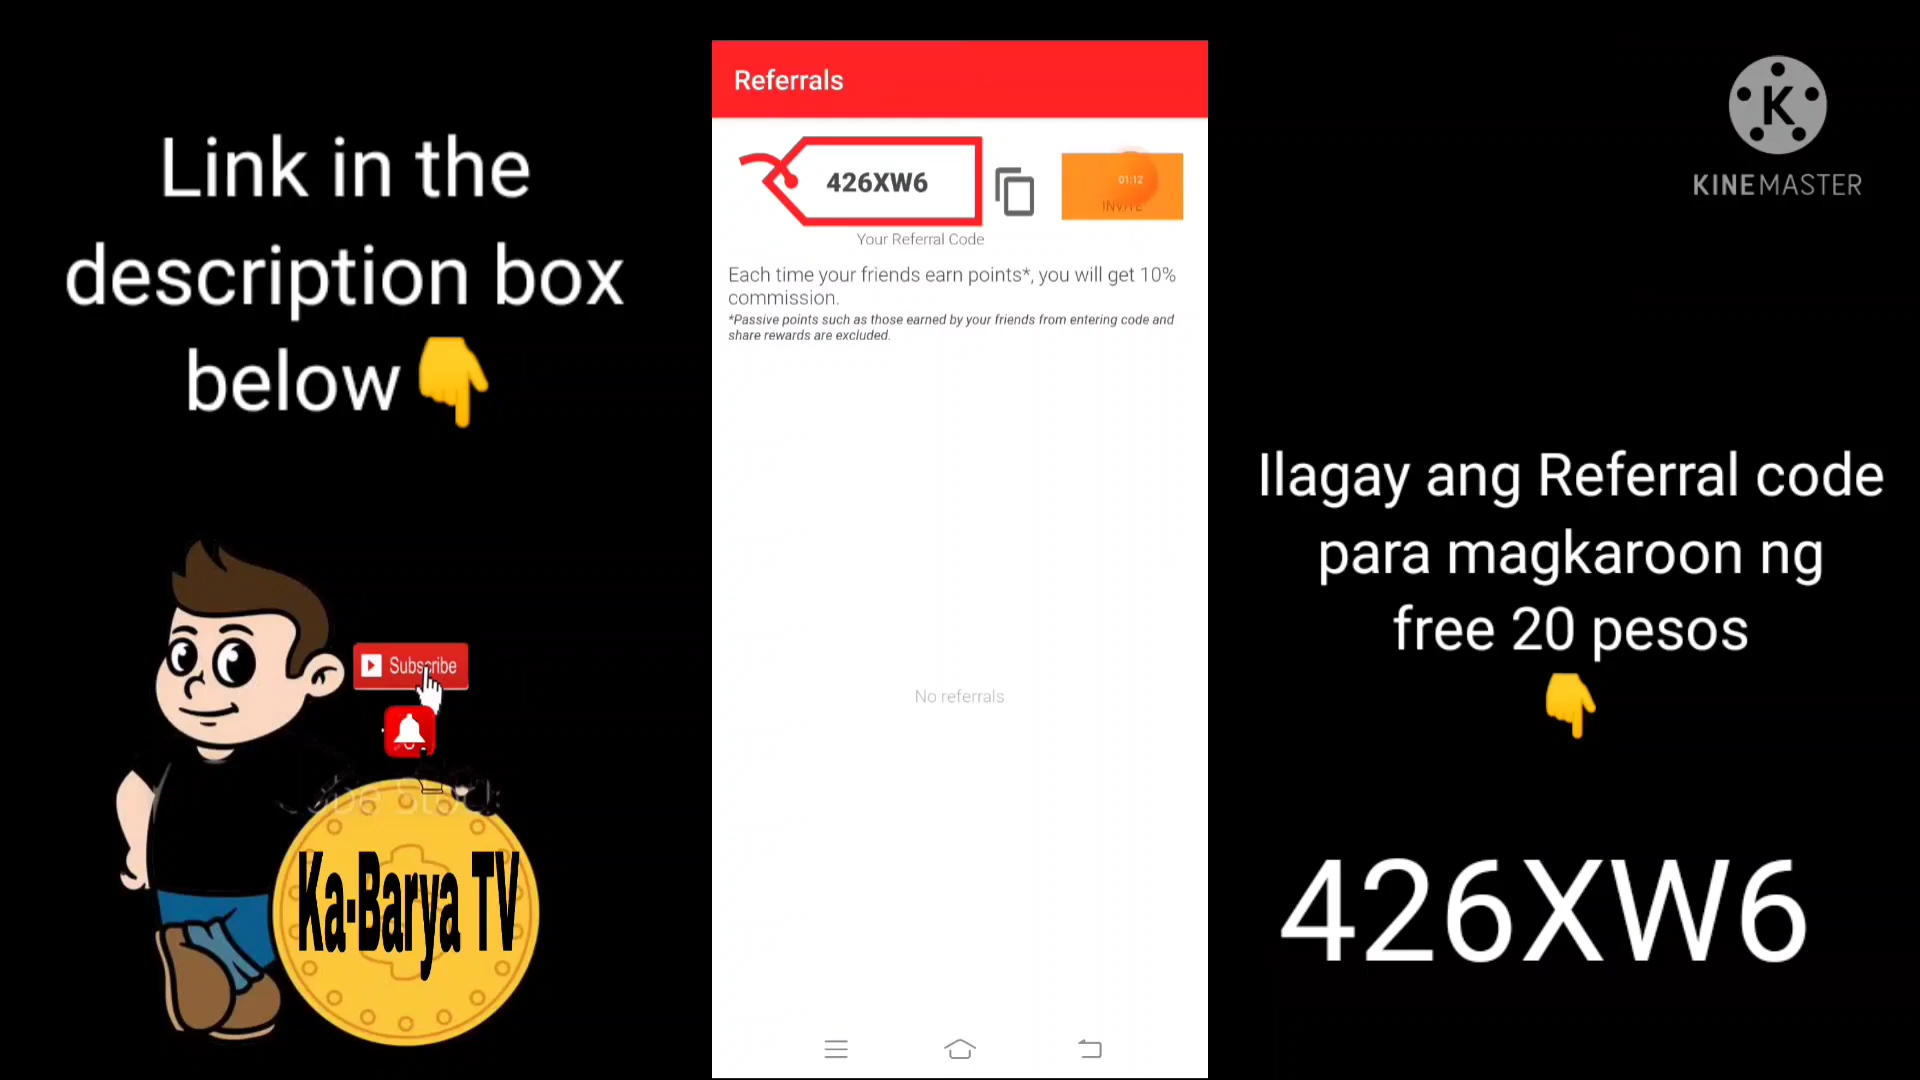 Link in the
description box
below👇
Subscribe
Ka-Barya TV
Referrals
426XW6
01:12
INVITE
Your Referral Code
Each time your friends earn points*, you will get 10%
commission.
*Passive points such as those earned by your friends from entering code and
share rewards are excluded.
No referrals
K
KINEMASTER
Ilagay ang Referral code
para magkaroon ng
free 20 pesos
👇
426XW6